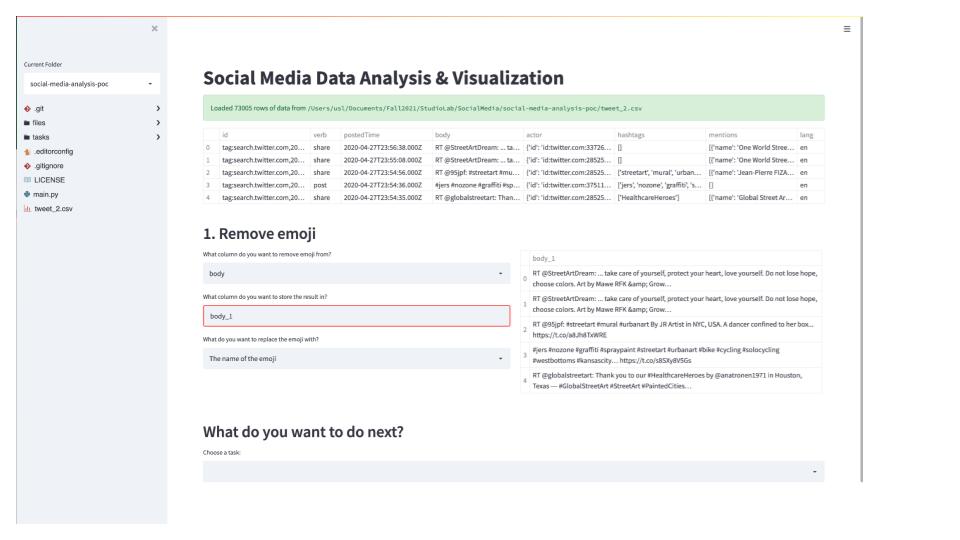 Current Folder
social-media-analysis-poc
.git
files
tasks
.editorconfig
.gitignore
LICENSE
main.py
tweet_2.csv
Social Media Data Analysis & Visualization
Loaded 73005 rows of data from /Users/usl/Documents/Fall2021/StudioLab/SocialMedia/social-media-analysis-poc/tweet_2.csv
id verb postedTime body actor hashtags mentions lang
0 tag:search.twitter.com,20... share 2020-04-27T23:56:38.000Z RT @StreetArtDream: ... ta... {'id': 'id:twitter.com:33726... [] [{'name': 'One World Stree... en
1 tag:search.twitter.com,20... share 2020-04-27T23:55:08.000Z RT @StreetArtDream: ... ta... {'id': 'id:twitter.com:28525... [] [{'name': 'One World Stree... en
2 tag:search.twitter.com,20... share 2020-04-27T23:54:56.000Z RT @95jpf: #streetart #mu... {'id': 'id:twitter.com:28525... ['streetart', 'mural', 'urban... [{'name': 'Jean-Pierre FIZA... en
3 tag:search.twitter.com,20... post 2020-04-27T23:54:36.000Z #jers #nozone #graffiti #sp... {'id': 'id:twitter.com:37511... ['jers', 'nozone', 'graffiti', 's... [] en
4 tag:search.twitter.com,20... share 2020-04-27T23:54:35.000Z RT @globalstreetart: Than... {'id': 'id:twitter.com:28525... ['HealthcareHeroes'] [{'name': 'Global Street Ar... en
1. Remove emoji
What column do you want to remove emoji from?
body
What column do you want to store the result in?
body_1
What do you want to replace the emoji with?
The name of the emoji
body_1
0 RT @StreetArtDream: ... take care of yourself, protect your heart, love yourself. Do not lose hope,
choose colors. Art by Mawe RFK &amp; Grow...
1 RT @StreetArtDream: ... take care of yourself, protect your heart, love yourself. Do not lose hope,
choose colors. Art by Mawe RFK &amp; Grow...
2 RT @95jpf: #streetart #mural #urbanart By JR Artist in NYC, USA. A dancer confined to her box...
https://t.co/a8Jh8TxWRE
3 #jers #nozone #graffiti #spraypaint #streetart #urbanart #bike #cycling #solocycling
#westbottoms #kansascity... https://t.co/s8SXy8V5Gs
4 RT @globalstreetart: Thank you to our #HealthcareHeroes by @anatronen1971 in Houston,
Texas — #GlobalStreetArt #StreetArt #PaintedCities...
What do you want to do next?
Choose a task: